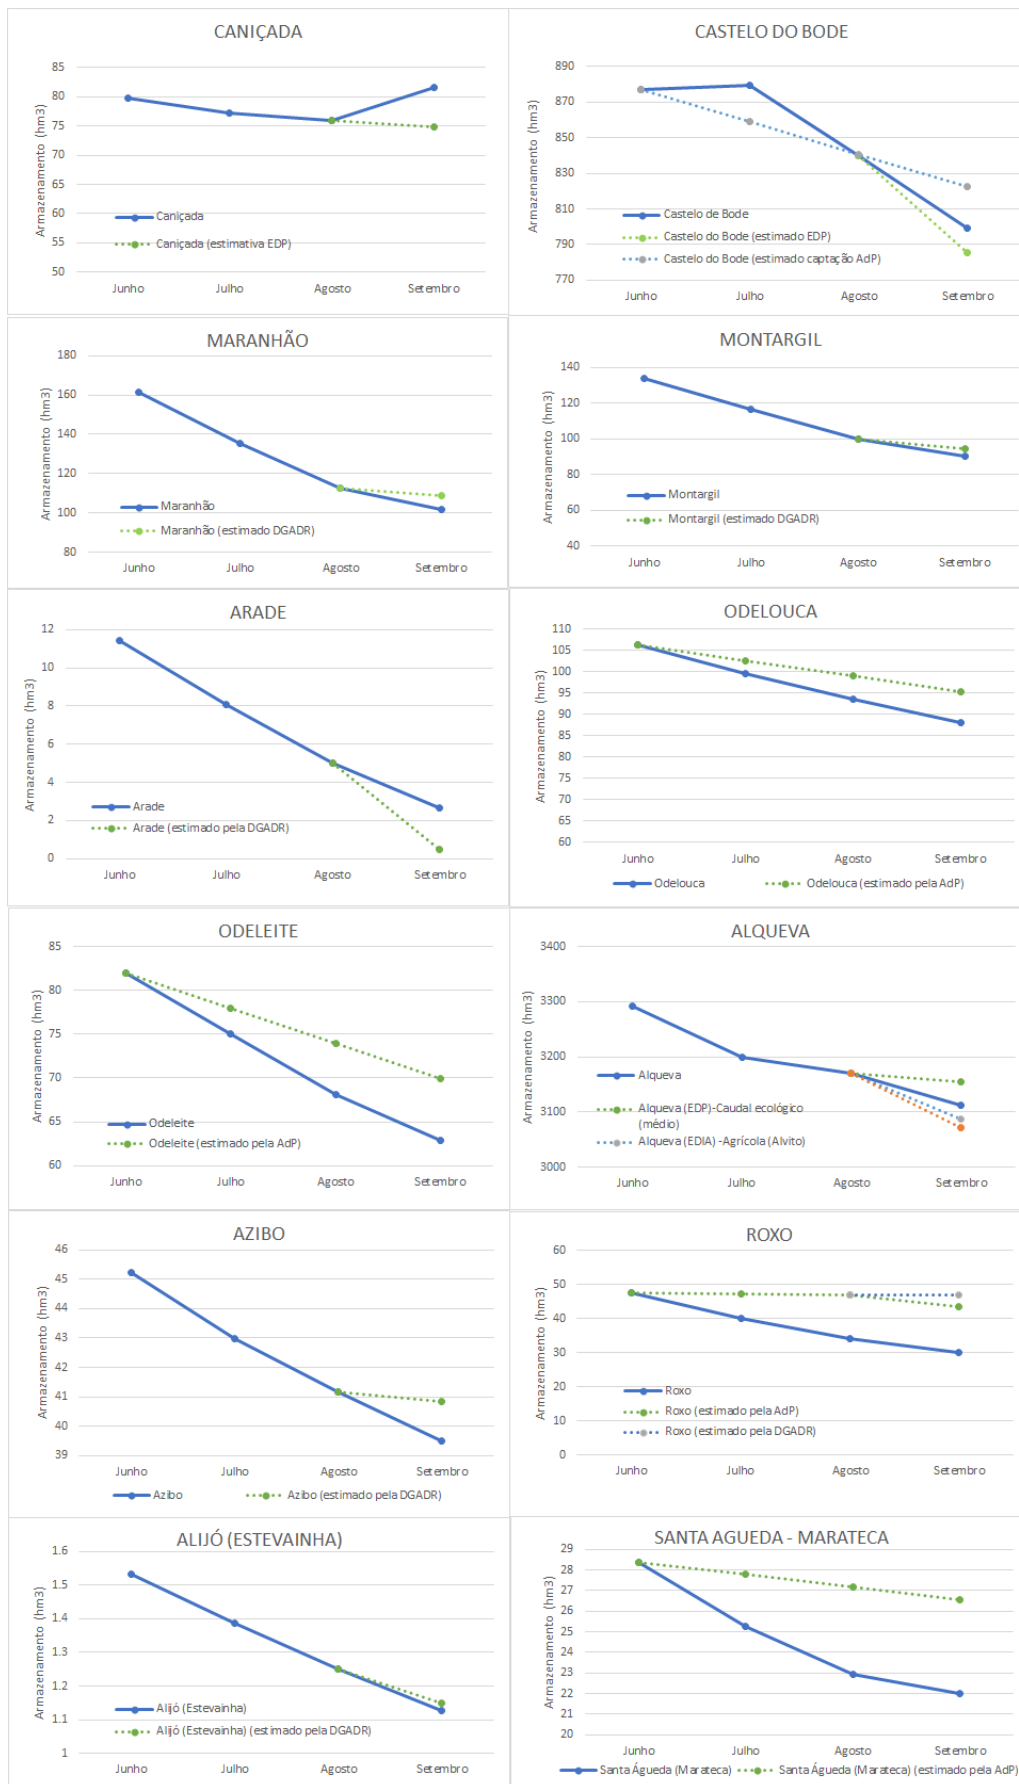 CANIÇADA
Armazenamento (hm3)
85
80
75
70
65
60
55
50
Caniçada
Caniçada (estimativa EDP)
Junho Julho Agosto Setembro
CASTELO DO BODE
Armazenamento (hm3)
890
870
850
830
810
790
770
Castelo de Bode
Castelo do Bode (estimado EDP)
Castelo do Bode (estimado captação AdP)
Junho Julho Agosto Setembro
MARANHÃO
Armazenamento (hm3)
180
160
140
120
100
80
Maranhão
Maranhão (estimado DGADR)
Junho Julho Agosto Setembro
MONTARGIL
Armazenamento (hm3)
140
120
100
80
60
40
Montargil
Montargil (estimado DGADR)
Junho Julho Agosto Setembro
ARADE
Armazenamento (hm3)
12
10
8
6
4
2
0
Arade
Arade (estimado pela DGADR)
Junho Julho Agosto Setembro
ODELOUCA
Armazenamento (hm3)
110
105
100
95
90
85
80
75
70
65
60
Junho Julho Agosto Setembro
Odelouca Odelouca (estimado pela AdP)
ODELEITE
Armazenamento (hm3)
85
80
75
70
65
60
Odeleite
Odeleite (estimado pela AdP)
Junho Julho Agosto Setembro
ALQUEVA
Armazenamento (hm3)
3400
3300
3200
3100
3000
Alqueva
Alqueva (EDP)-Caudal ecológico
(médio)
Alqueva (EDIA) -Agrícola (Alvito)
Junho Julho Agosto Setembro
AZIBO
Armazenamento (hm3)
46
45
44
43
42
41
40
39
Junho Julho Agosto Setembro
Azibo Azibo (estimado pela DGADR)
ROXO
Armazenamento (hm3)
60
50
40
30
20
10
0
Roxo
Roxo (estimado pela AdP)
Roxo (estimado pela DGADR)
Junho Julho Agosto Setembro
ALIJÓ (ESTEVAINHA)
Armazenamento (hm3)
1.6
1.5
1.4
1.3
1.2
1.1
1
Alijó (Estevainha)
Alijó (Estevainha) (estimado pela DGADR)
Junho Julho Agosto Setembro
SANTA AGUEDA - MARATECA
Armazenamento (hm3)
29
28
27
26
25
24
23
22
21
20
Junho Julho Agosto Setembro
Santa Águeda (Marateca) Santa Águeda (Marateca) (estimado pela AdP)